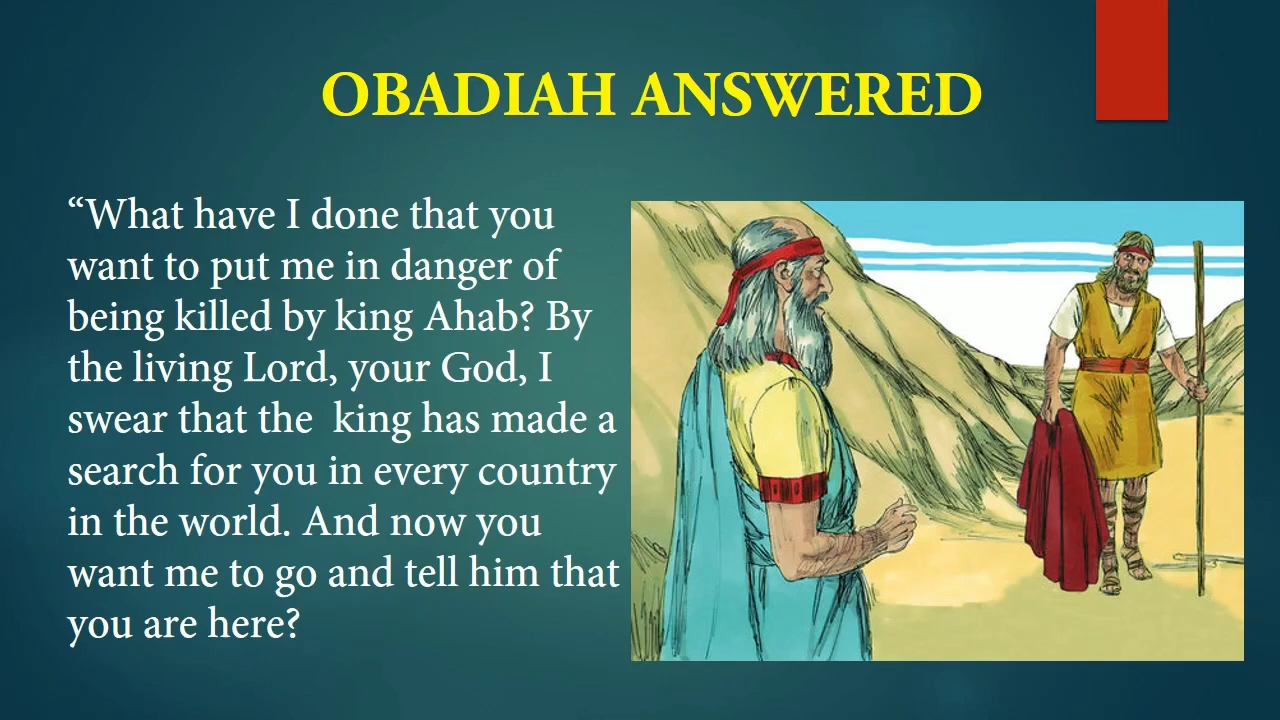 OBADIAH ANSWERED
“What have I done that you
want to put me in danger of
being killed by king Ahab? By
the living Lord, your God, I
swear that the  king has made a
search for you in every country
in the world. And now you
want me to go and tell him that
you are here?